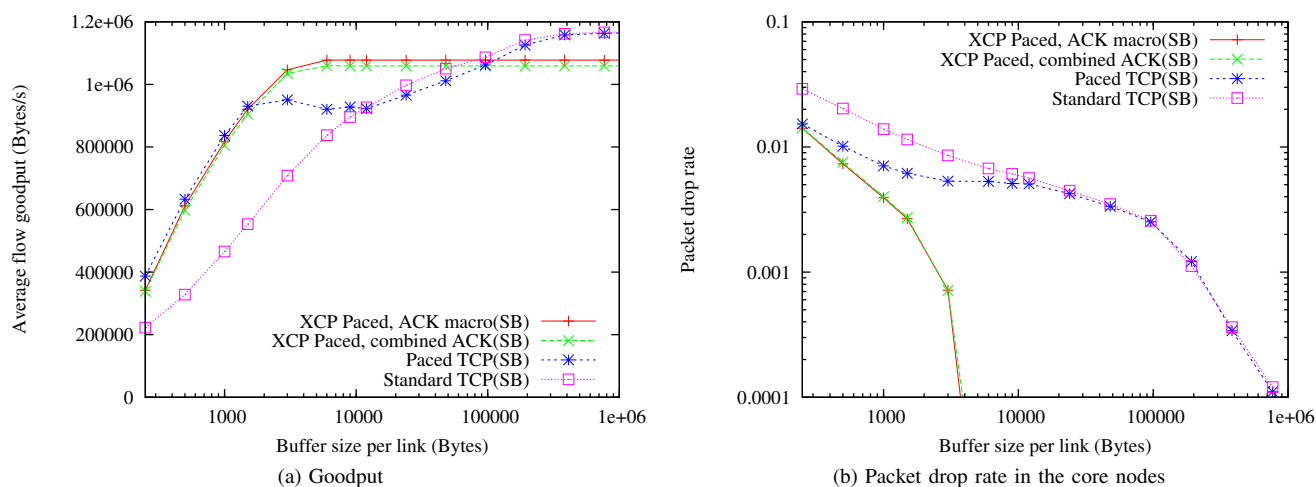 1.2e+06
1e+06
800000
600000
400000
200000
0
Average flow goodput (Bytes/s)
XCP Paced, ACK macro(SB)
XCP Paced, combined ACK(SB)
Paced TCP(SB)
Standard TCP(SB)
1000
10000
100000
1e+06
Buffer size per link (Bytes)
(a) Goodput
0.1
0.01
0.001
0.0001
Packet drop rate
XCP Paced, ACK macro(SB)
XCP Paced, combined ACK(SB)
Paced TCP(SB)
Standard TCP(SB)
1000
10000
100000
1e+06
Buffer size per link (Bytes)
(b) Packet drop rate in the core nodes